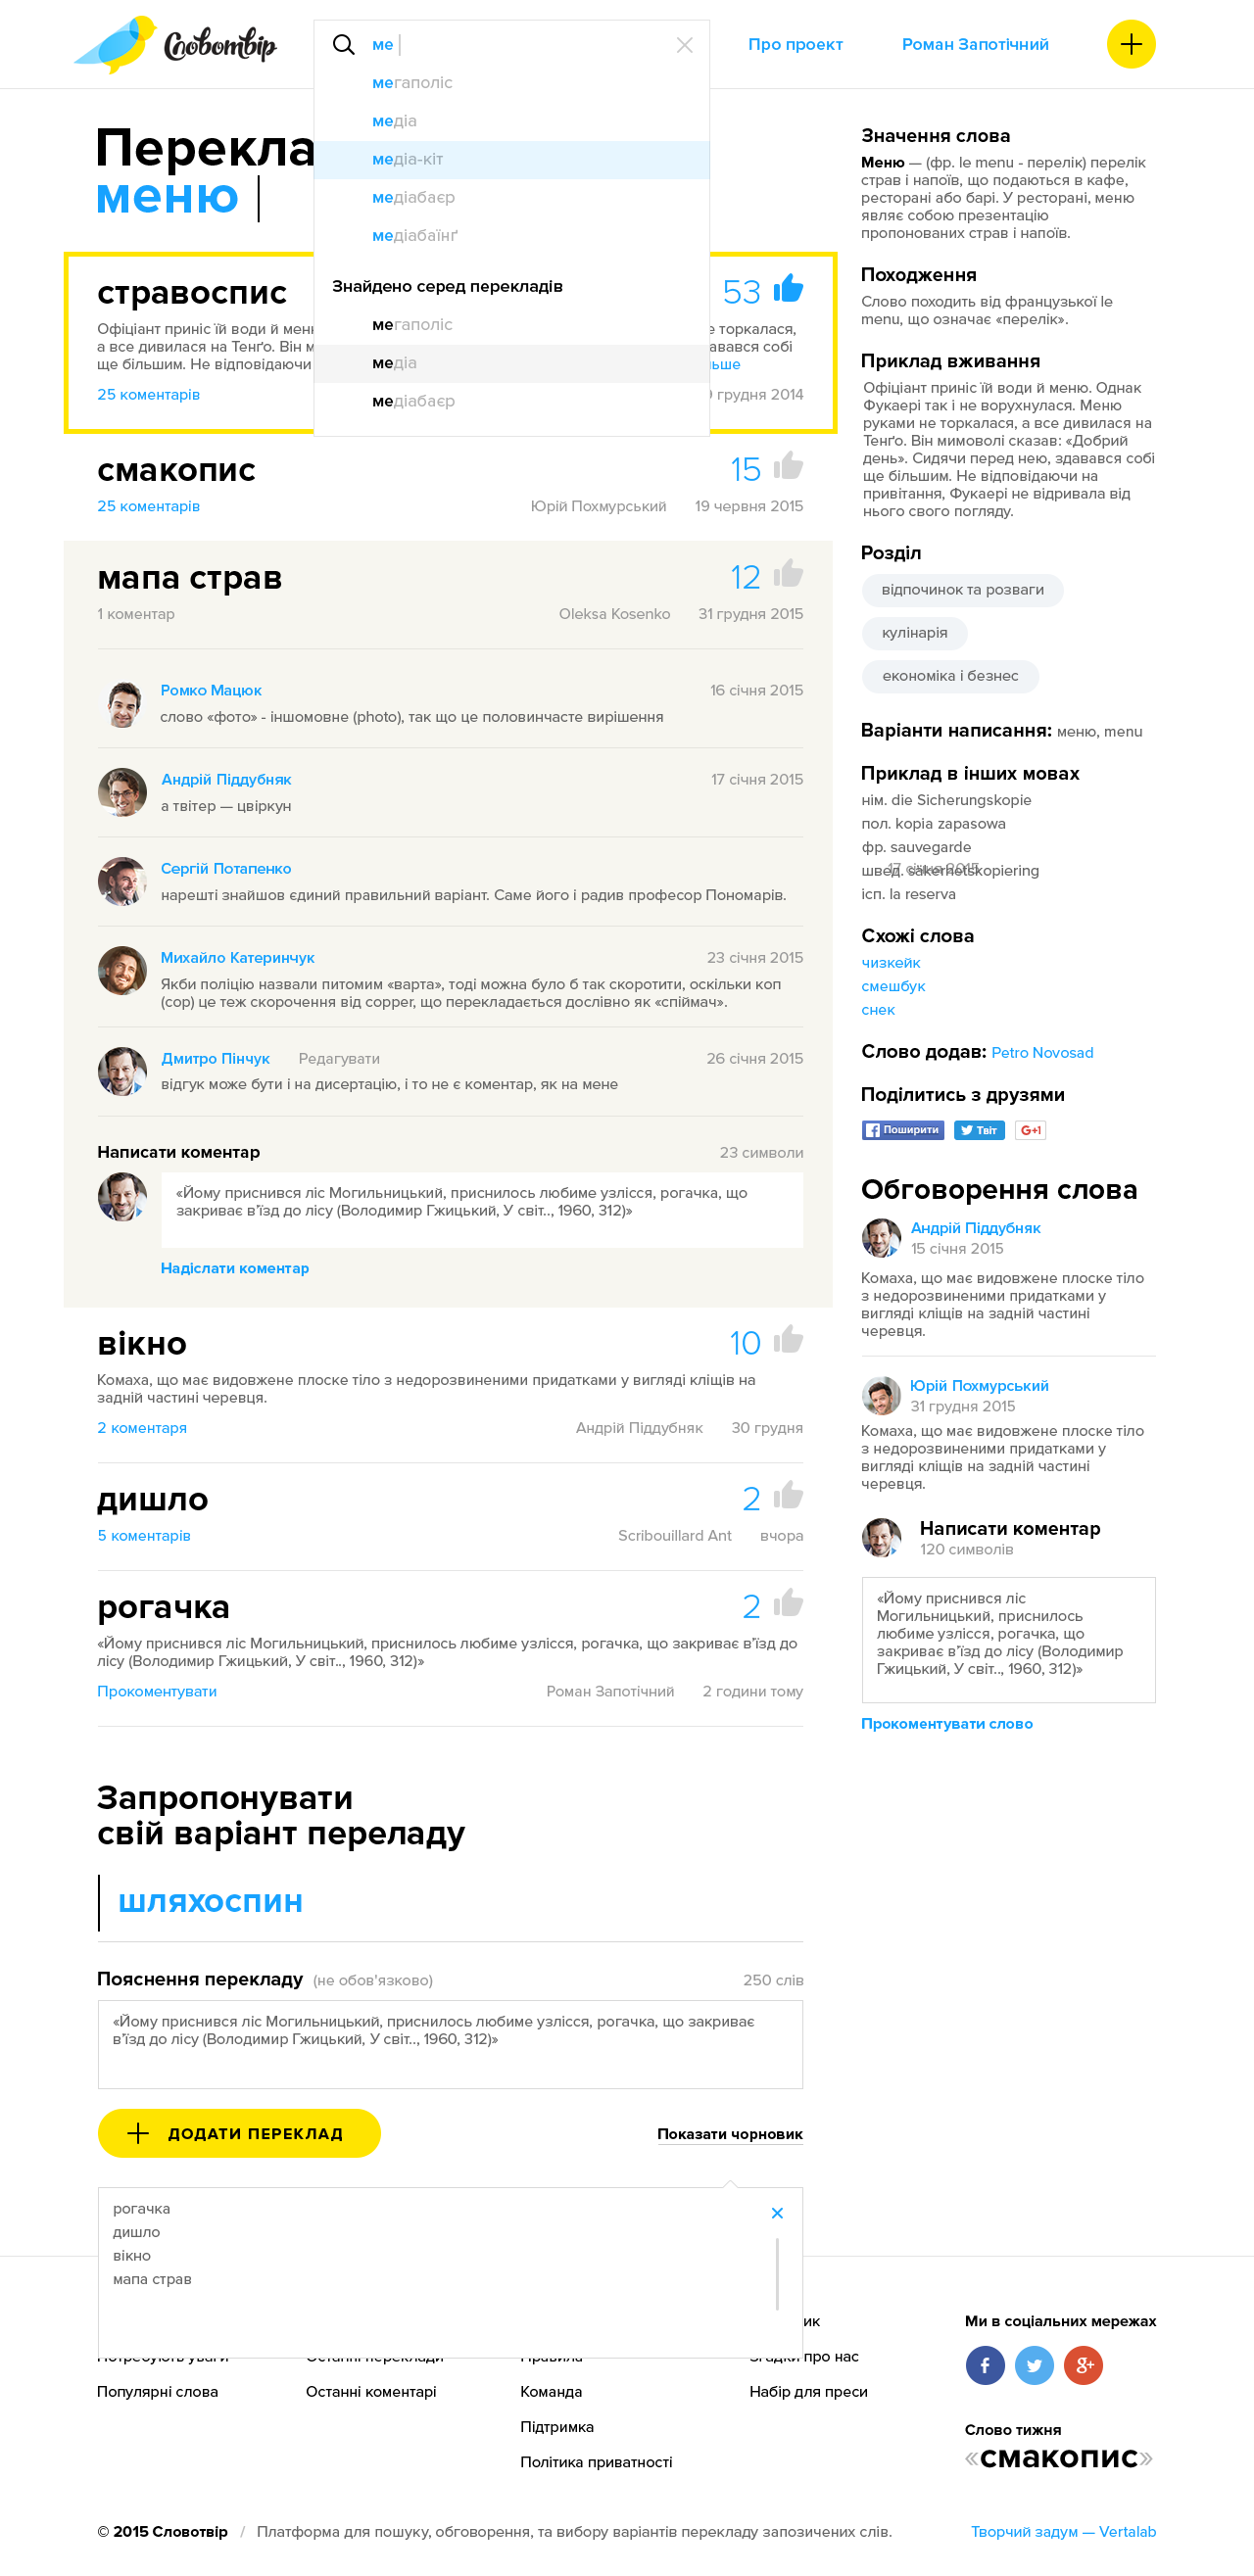 Словотвір
ме
Про проект
Роман Запотічний
мегаполіс
медіа
медіа-кіт
медіабаєр
медіабаїнґ
Знайдено серед перекладів
мегаполіс
медіа
медіабаєр
Перекла
меню
стравоспис
53
Офіціант приніс їй води й мен
е торкалася,
а все дивилася на Тенґо. Він м
давався собі
ще більшим. Не відповідаючи
льше
25 коментарів
грудня 2014
смакопис
15
25 коментарів
Юрій Похмурський
19 червня 2015
мапа страв
12
1 коментар
Oleksa Kosenko
31 грудня 2015
Ромко Мацюк
16 січня 2015
слово «фото» - іншомовне (photo), так що це половинчасте вирішення
Андрій Піддубняк
17 січня 2015
а твітер — цвіркун
Сергій Потапенко
нарешті знайшов єдиний правильний варіант. Саме його і радив професор Пономарів.
Михайло Катеринчук
23 січня 2015
Якби поліцію назвали питомим «варта», тоді можна було б так скоротити, оскільки коп
(cop) це теж скорочення від copper, що перекладається дослівно як «спіймач».
Дмитро Пінчук
Редагувати
26 січня 2015
відгук може бути і на дисертацію, і то не є коментар, як на мене
Написати коментар
23 символи
«Йому приснився ліс Могильницький, приснилось любиме узлісся, рогачка, що
закриває в’їзд до лісу (Володимир Гжицький, У світ.., 1960, 312)»
Надіслати коментар
вікно
10
Комаха, що має видовжене плоске тіло з недорозвиненими придатками у вигляді кліщів на
задній частині черевця.
2 коментаря
Андрій Піддубняк
30 грудня
дишло
2
5 коментарів
Scribouillard Ant
вчора
рогачка
2
«Йому приснився ліс Могильницький, приснилось любиме узлісся, рогачка, що закриває в’їзд до
лісу (Володимир Гжицький, У світ.., 1960, 312)»
Прокоментувати
Роман Запотічний
2 години тому
Запропонувати
свій варіант переладу
шляхоспин
Пояснення перекладу
(не обов'язково)
250 слів
«Йому приснився ліс Могильницький, приснилось любиме узлісся, рогачка, що закриває
в’їзд до лісу (Володимир Гжицький, У світ.., 1960, 312)»
ДОДАТИ ПЕРЕКЛАД
Показати чорновик
рогачка
дишло
вікно
мапа страв
Значення слова
Меню — (фр. le menu - перелік) перелік
страв і напоїв, що подаються в кафе,
ресторані або барі. У ресторані, меню
являє собою презентацію
пропонованих страв і напоїв.
Походження
Слово походить від французької le
menu, що означає «перелік».
Приклад вживання
Офіціант приніс їй води й меню. Однак
Фукаері так і не ворухнулася. Меню
руками не торкалася, а все дивилася на
Тенґо. Він мимоволі сказав: «Добрий
день». Сидячи перед нею, здавався собі
ще більшим. Не відповідаючи на
привітання, Фукаері не відривала від
нього свого погляду.
Розділ
відпочинок та розваги
кулінарія
економіка і безнес
Варіанти написання: меню, menu
Приклад в інших мовах
нім. die Sicherungskopie
пол. kopia zapasowa
фр. sauvegarde
швед. säkerhetskopiering
17 січня 2015
ісп. la reserva
Схожі слова
чизкейк
смешбук
снек
Слово додав: Petro Novosad
Поділитись з друзями
Поширити
Твіт
G+1
Обговорення слова
Андрій Піддубняк
15 січня 2015
Комаха, що має видовжене плоске тіло
з недорозвиненими придатками у
вигляді кліщів на задній частині
черевця.
Юрій Похмурський
31 грудня 2015
Комаха, що має видовжене плоске тіло
з недорозвиненими придатками у
вигляді кліщів на задній частині
черевця.
Написати коментар
120 символів
«Йому приснився ліс
Могильницький, приснилось
любиме узлісся, рогачка, що
закриває в’їзд до лісу (Володимир
Гжицький, У світ.., 1960, 312)»
Прокоментувати слово
ик
Потребують уваги
Останні переклади
Правила
Згадки про нас
Популярні слова
Останні коментарі
Команда
Набір для преси
Підтримка
Політика приватності
Ми в соціальних мережах
Слово тижня
«смакопис»
© 2015 Словотвір / Платформа для пошуку, обговорення, та вибору варіантів перекладу запозичених слів.
Творчий задум — Vertalab